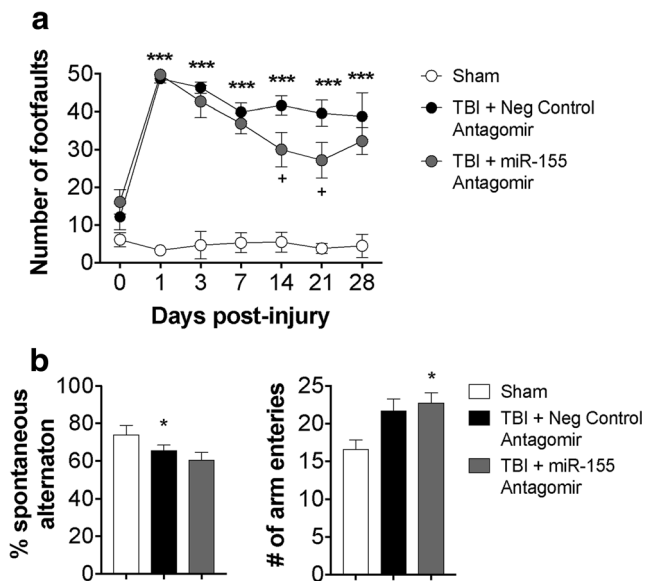 a
*** *** *** *** *** ***
Number of footfaults
50
40
30
20
10
0
+ +
0 1 3 7 14 21 28
Days post-injury
Sham
TBI + Neg Control
Antagomir
TBI + miR-155
Antagomir
b
% spontaneous
alternaton
100
80
60
40
20
0
*
# of arm enteries
25
20
15
10
5
0
*
Sham
TBI + Neg Control
Antagomir
TBI + miR-155
Antagomir